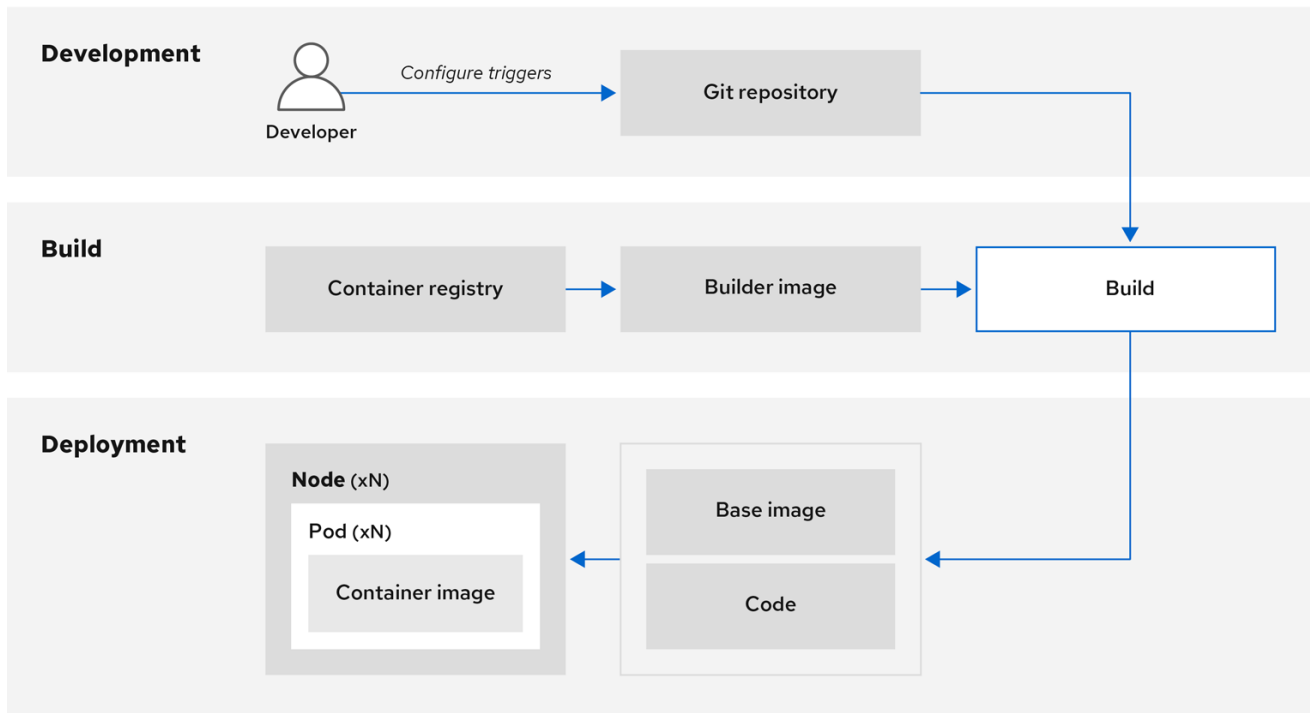 Development
Configure triggers
Developer
Git repository
Build
Container registry
Builder image
Build
Deployment
Node (xN)
Pod (xN)
Container image
Base image
Code